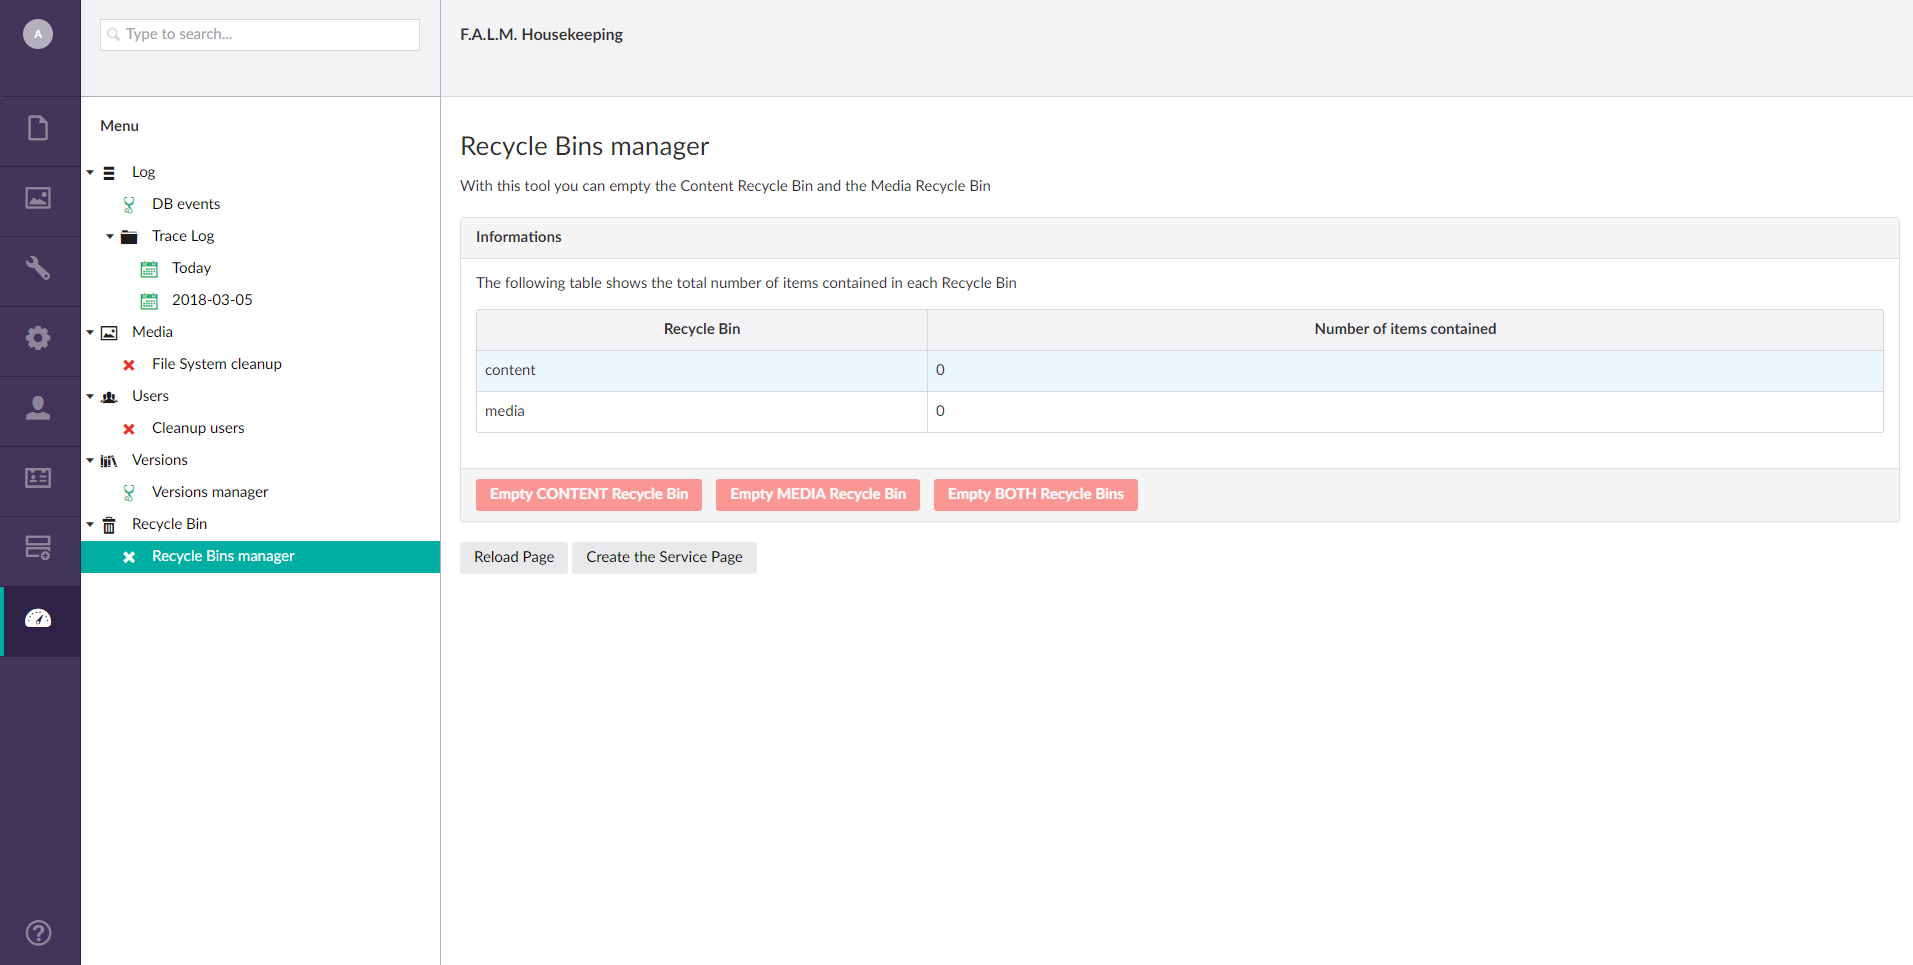 A
Type to search...
F.A.L.M. Housekeeping
Menu
Log
DB events
Trace Log
Today
2018-03-05
Media
File System cleanup
Users
Cleanup users
Versions
Versions manager
Recycle Bin
Recycle Bins manager
Recycle Bins manager
With this tool you can empty the Content Recycle Bin and the Media Recycle Bin
Informations
The following table shows the total number of items contained in each Recycle Bin
Recycle Bin Number of items contained
content 0
media 0
Empty CONTENT Recycle Bin Empty MEDIA Recycle Bin Empty BOTH Recycle Bins
Reload Page Create the Service Page
?